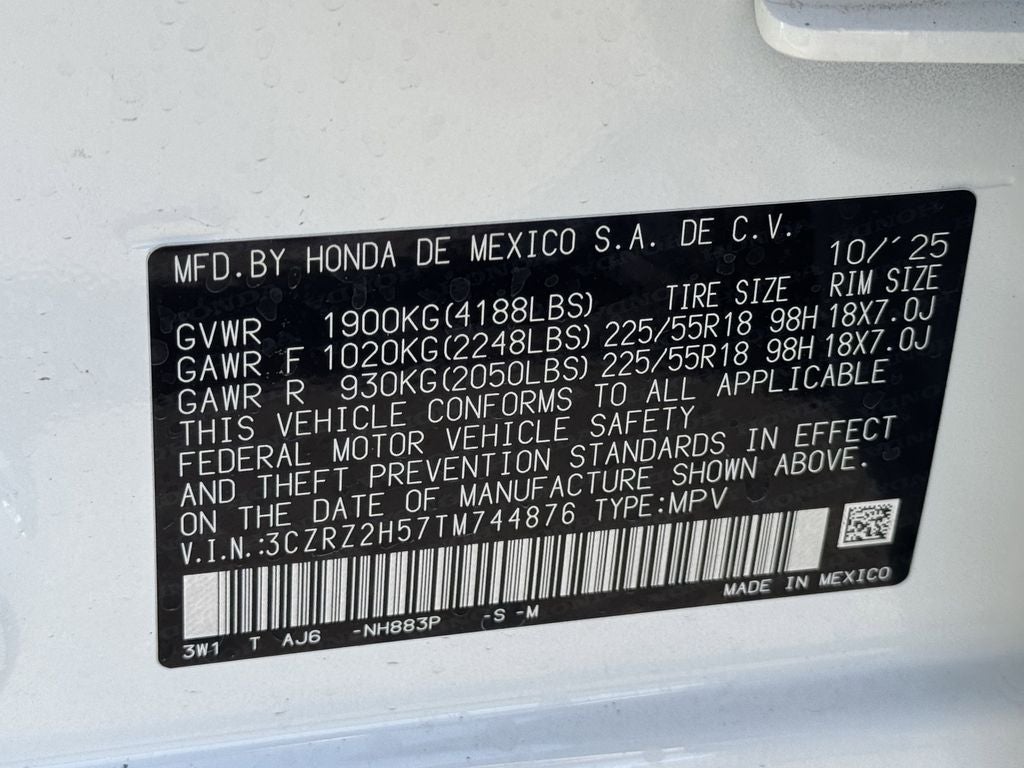 MFD.BY HONDA DE MEXICO S.A. DE C.V. 10/'25
TIRE SIZE RIM SIZE
GVWR 1900KG(4188LBS)
GAWR F 1020KG(2248LBS) 225/55R18 98H 18X7.0J
GAWR R 930KG(2050LBS) 225/55R18 98H 18X7.0J
THIS VEHICLE CONFORMS TO ALL APPLICABLE
FEDERAL MOTOR VEHICLE SAFETY
AND THEFT PREVENTION STANDARDS IN EFFECT
ON THE DATE OF MANUFACTURE SHOWN ABOVE.
V.I.N.:3CZRZ2H57TM744876 TYPE:MPV
MADE IN MEXICO
3W1 T AJ6 -NH883P -S -M